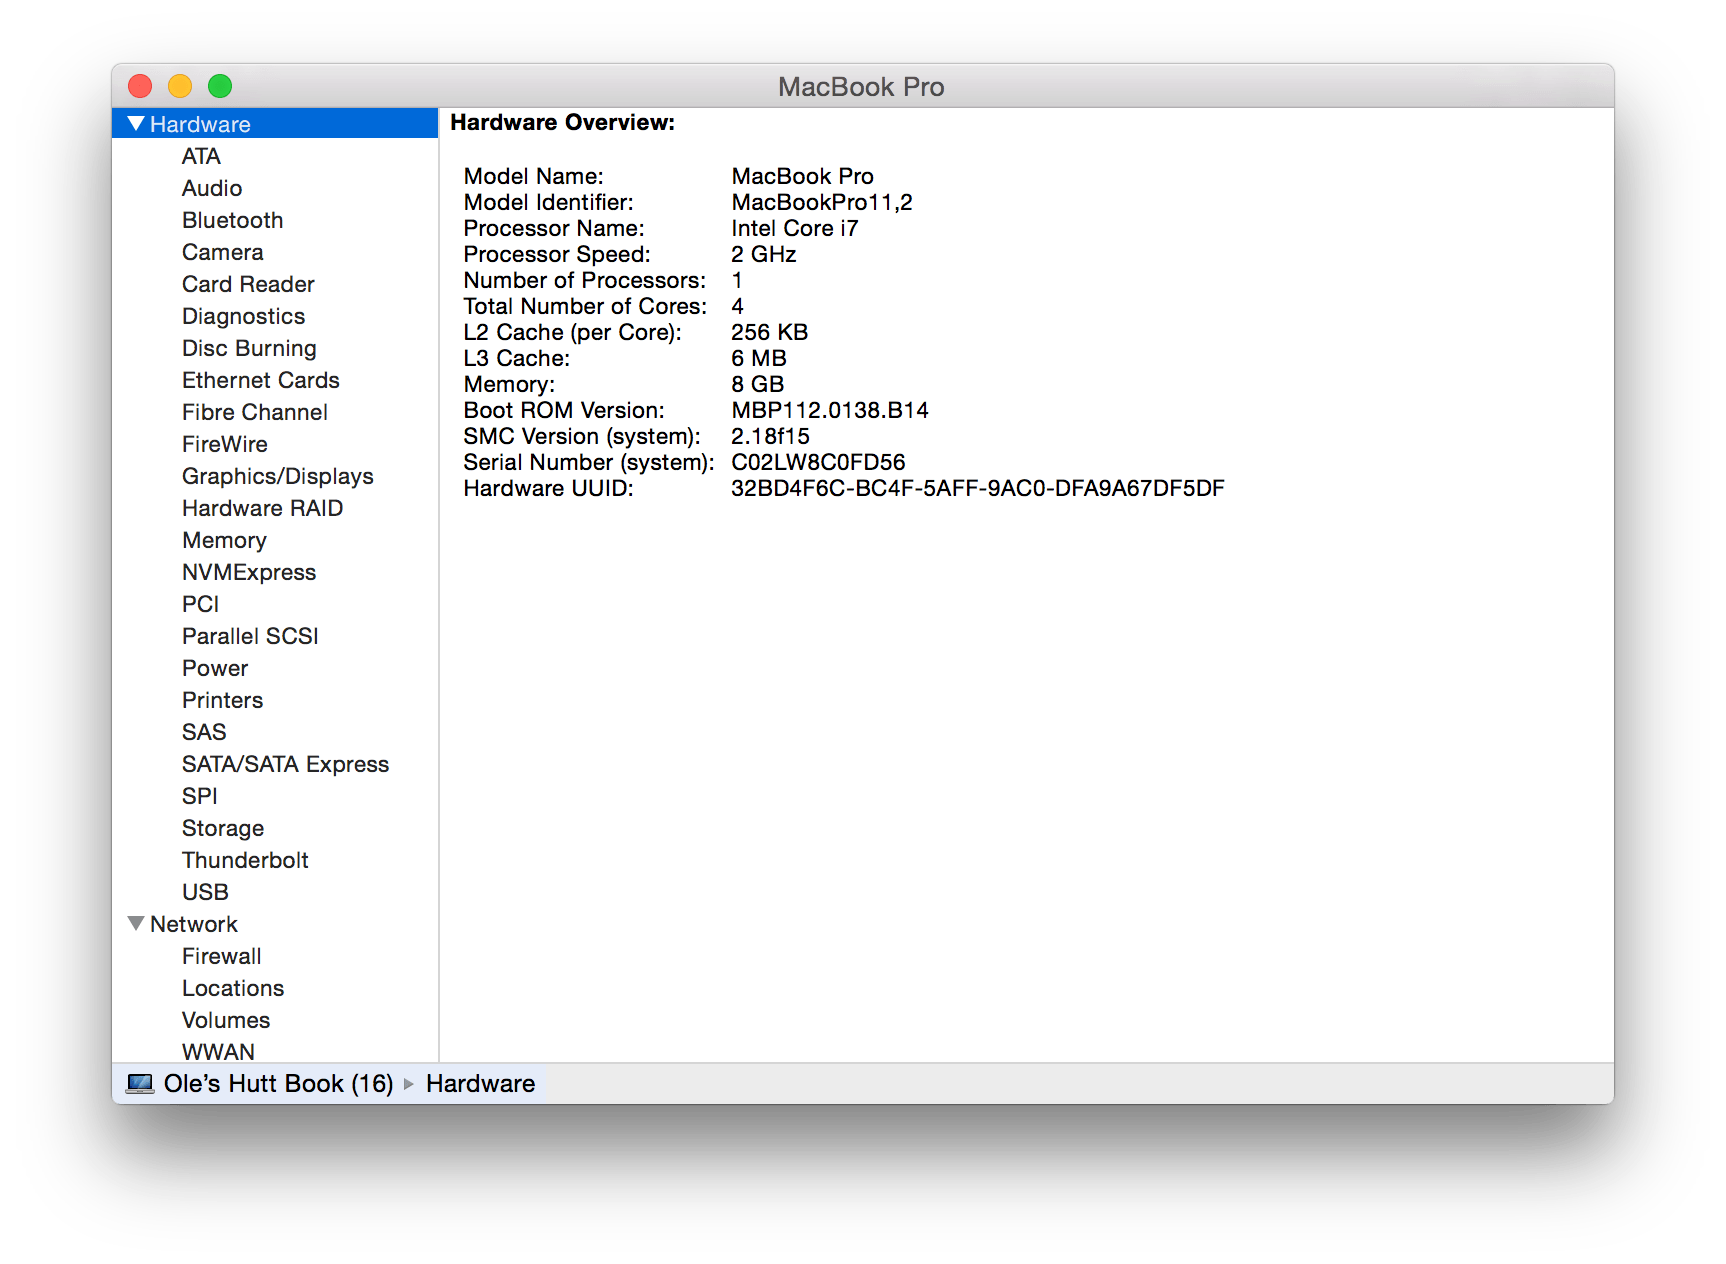 MacBook Pro
Hardware
ATA
Audio
Bluetooth
Camera
Card Reader
Diagnostics
Disc Burning
Ethernet Cards
Fibre Channel
FireWire
Graphics/Displays
Hardware RAID
Memory
NVMExpress
PCI
Parallel SCSI
Power
Printers
SAS
SATA/SATA Express
SPI
Storage
Thunderbolt
USB
Network
Firewall
Locations
Volumes
WWAN
Hardware Overview:
Model Name: MacBook Pro
Model Identifier: MacBookPro11,2
Processor Name: Intel Core i7
Processor Speed: 2 GHz
Number of Processors: 1
Total Number of Cores: 4
L2 Cache (per Core): 256 KB
L3 Cache: 6 MB
Memory: 8 GB
Boot ROM Version: MBP112.0138.B14
SMC Version (system): 2.18f15
Serial Number (system): C02LW8C0FD56
Hardware UUID: 32BD4F6C-BC4F-5AFF-9AC0-DFA9A67DF5DF
Ole’s Hutt Book (16) ▸ Hardware